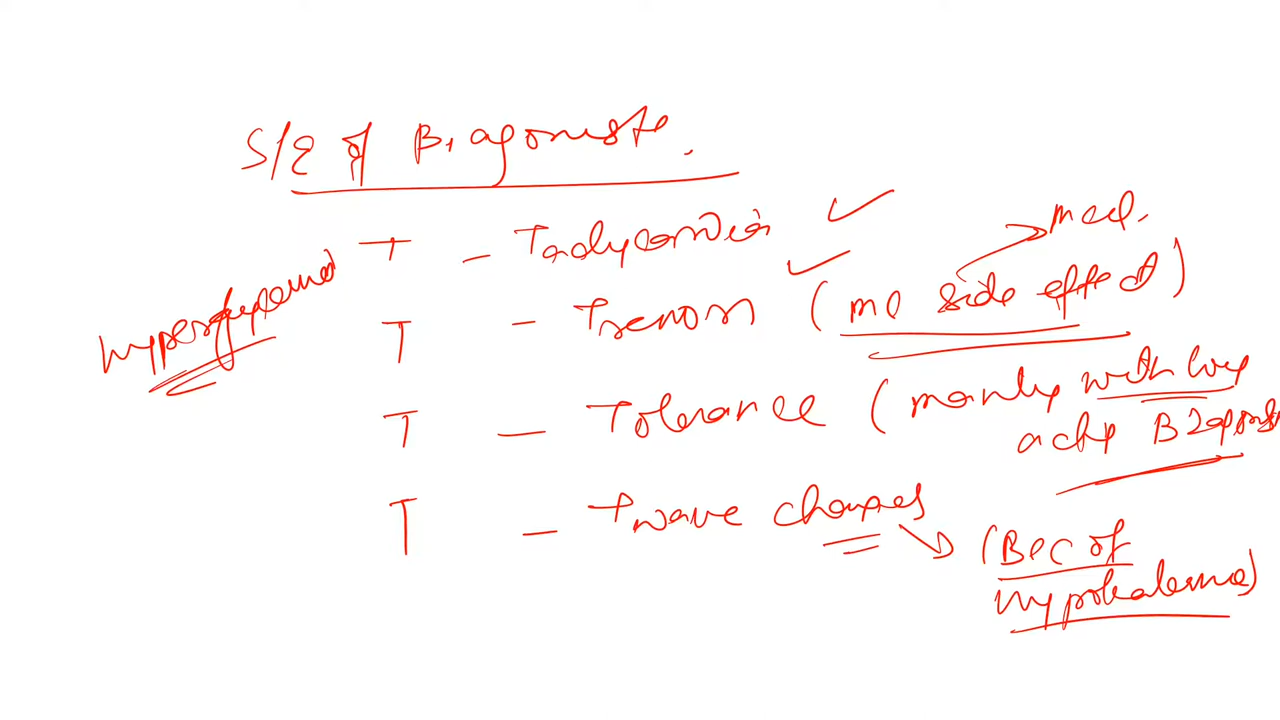 S/E of B, agonists.
T - Tachycardia
med.
hyperglycemia
T - Tremors (mc side effect)
T - Tolerance (mainly with long
acting B2 agonists
T - T wave changes
(Bec of
hypokalemia)